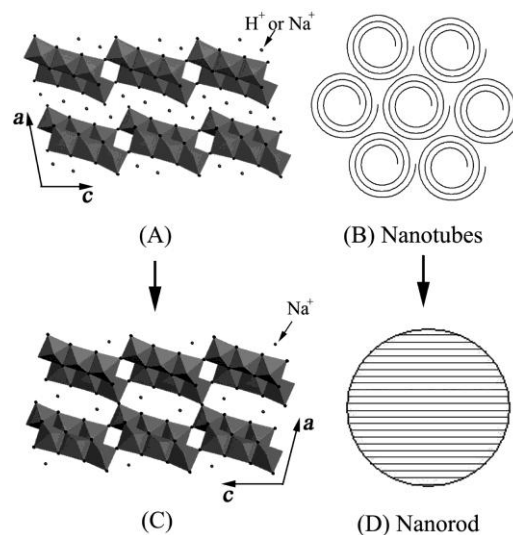 H⁺ or Na⁺
a
c
(A)
(B) Nanotubes
Na⁺
a
c
(C)
(D) Nanorod